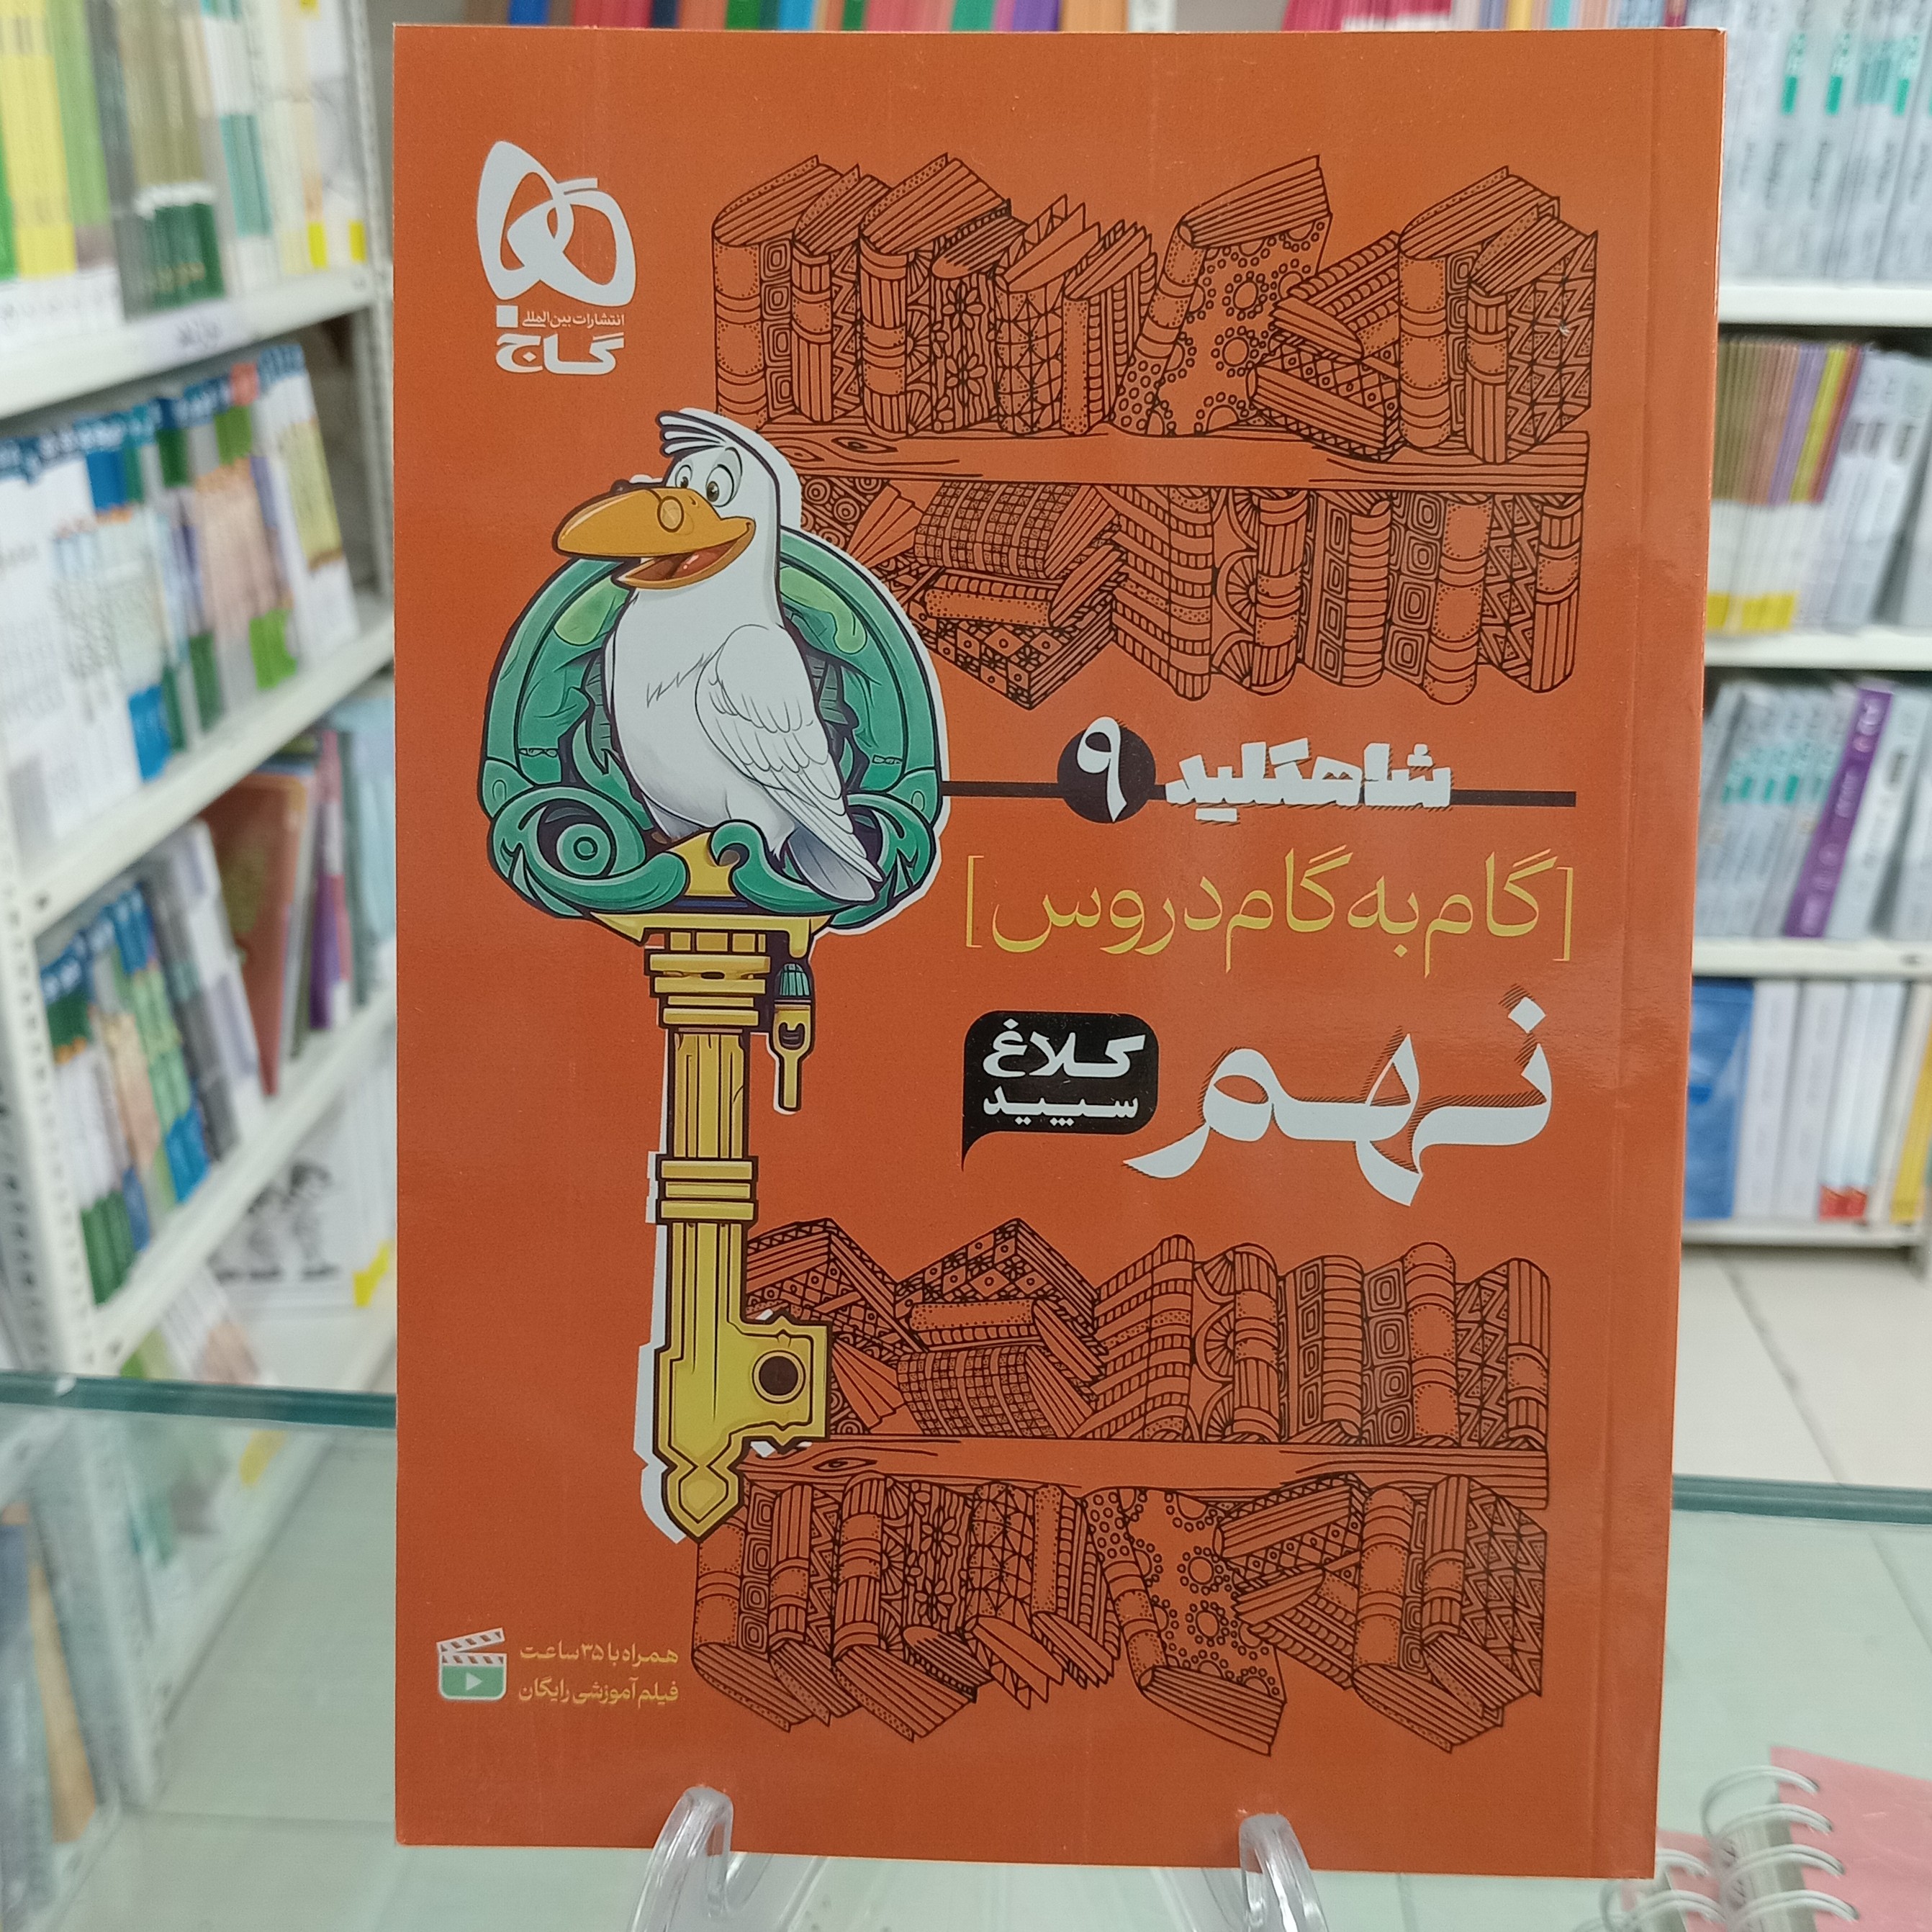 انتشارات بین‌المللی
گاج
شاهکلید ۹
[گام به گام دروس]
نهم
کلاغ
سپید
همراه با ۳۵ ساعت
فیلم آموزشی رایگان